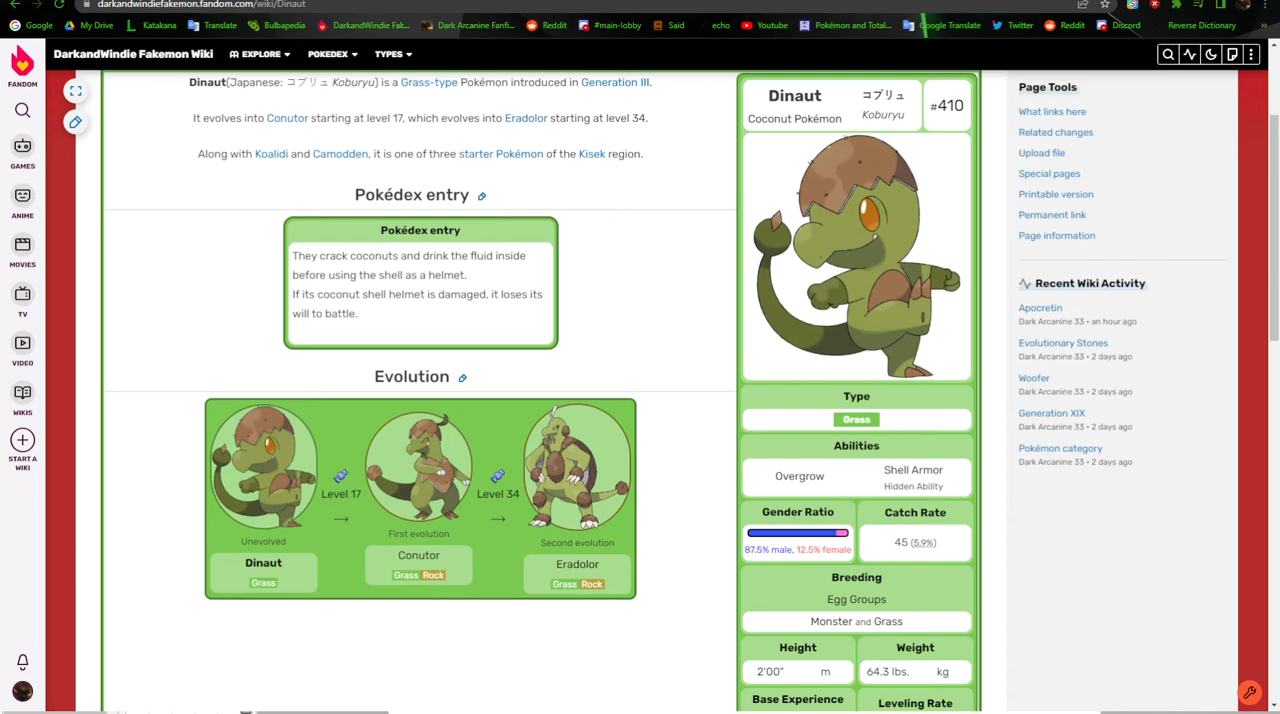 darkandwindiefakemon.fandom.com/wiki/Dinaut
Google
My Drive
Katakana
Translate
Bulbapedia
DarkandWindie Fak...
Dark Arcanine Fanfi...
Reddit
#main-lobby
Said
echo
Youtube
Pokémon and Total...
Google Translate
Twitter
Reddit
Discord
Reverse Dictionary
FANDOM
GAMES
ANIME
MOVIES
TV
VIDEO
WIKIS
START A
WIKI
DarkandWindie Fakemon Wiki
EXPLORE
POKEDEX
TYPES
Dinaut(Japanese: コブリュ Koburyu) is a Grass-type Pokémon introduced in Generation III.
It evolves into Conutor starting at level 17, which evolves into Eradolor starting at level 34.
Along with Koalidi and Camodden, it is one of three starter Pokémon of the Kisek region.
Pokédex entry
Pokédex entry
They crack coconuts and drink the fluid inside
before using the shell as a helmet.
If its coconut shell helmet is damaged, it loses its
will to battle.
Evolution
Unevolved
Dinaut
Grass
Level 17
→
First evolution
Conutor
Grass Rock
Level 34
→
Second evolution
Eradolor
Grass Rock
Dinaut
Coconut Pokémon
コプリュ
Koburyu
#410
Type
Grass
Abilities
Overgrow
Shell Armor
Hidden Ability
Gender Ratio
87.5% male, 12.5% female
Catch Rate
45 (5.9%)
Breeding
Egg Groups
Monster and Grass
Height
2'00" m
Weight
64.3 lbs. kg
Base Experience
Leveling Rate
Page Tools
What links here
Related changes
Upload file
Special pages
Printable version
Permanent link
Page information
Recent Wiki Activity
Apocretin
Dark Arcanine 33 • an hour ago
Evolutionary Stones
Dark Arcanine 33 • 2 days ago
Woofer
Dark Arcanine 33 • 2 days ago
Generation XIX
Dark Arcanine 33 • 2 days ago
Pokémon category
Dark Arcanine 33 • 2 days ago